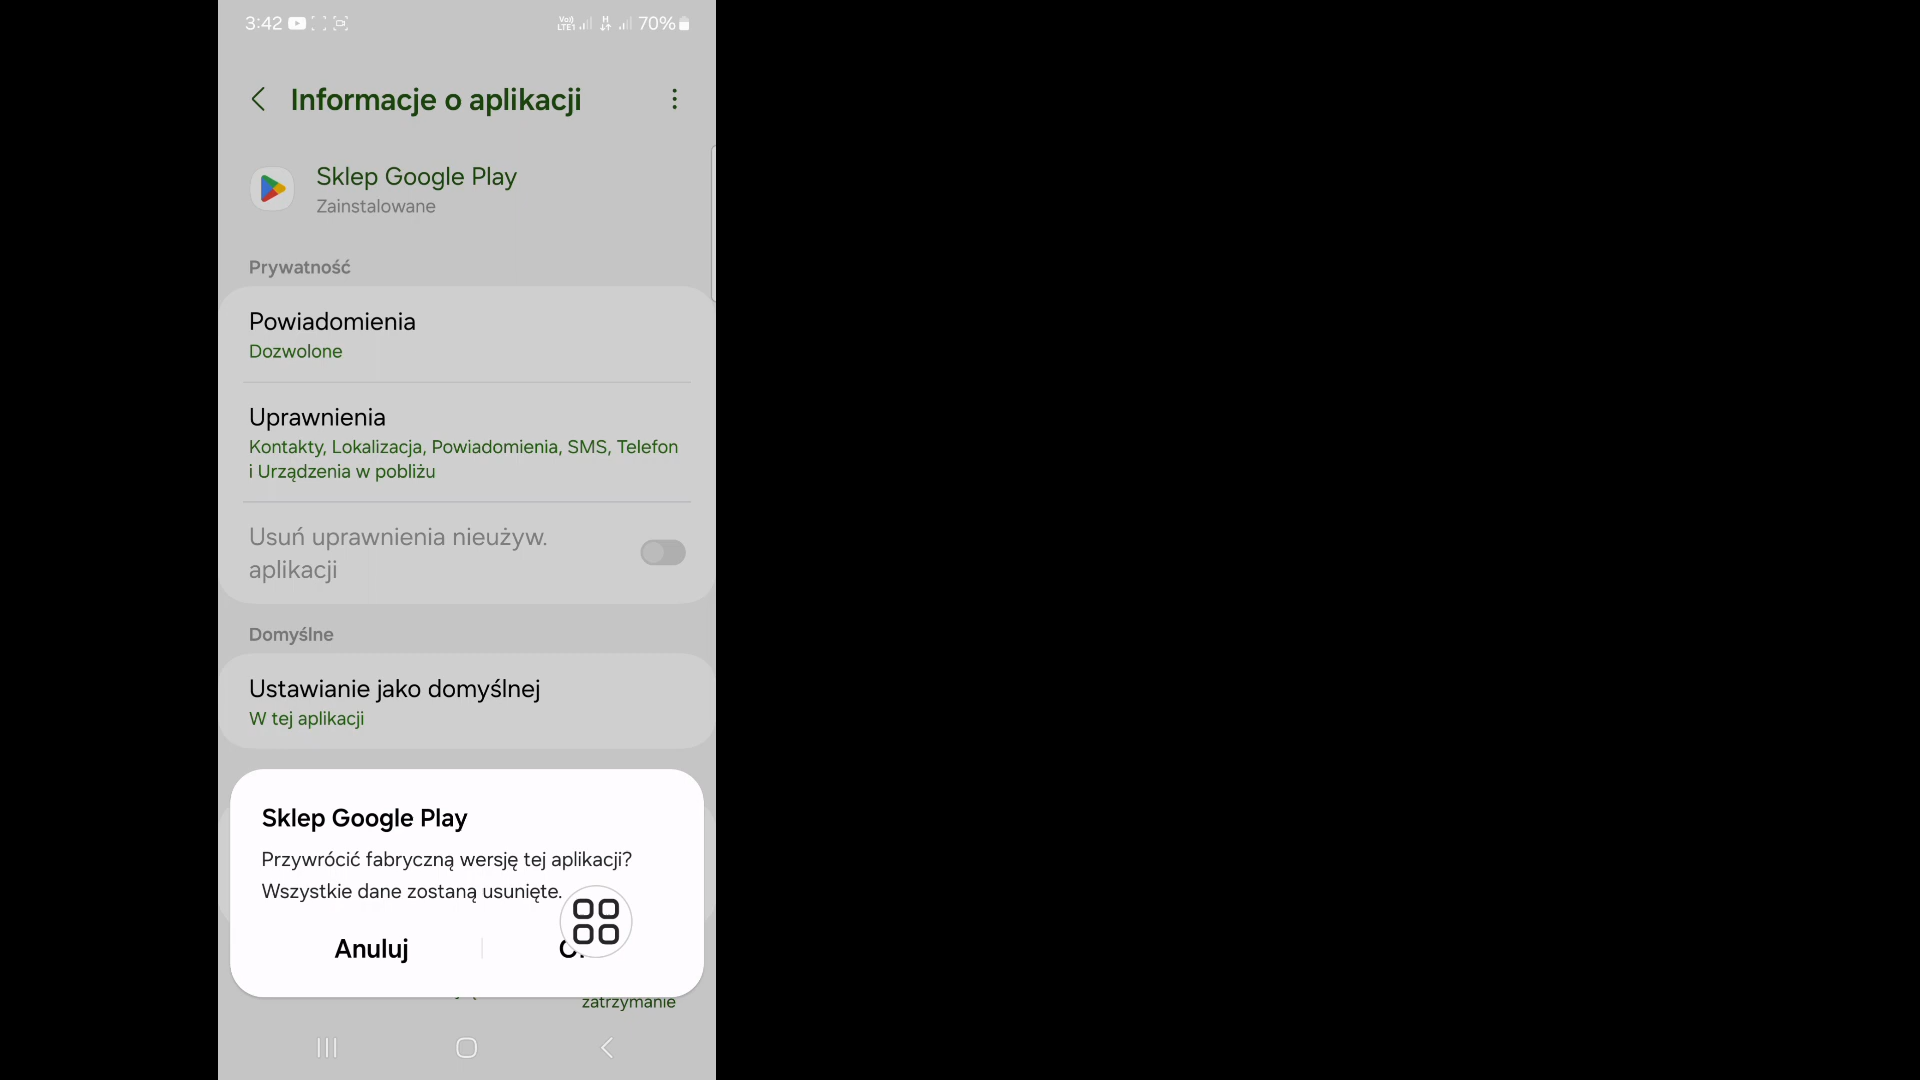 3:42 Vo)) LTE1 H 70%
Informacje o aplikacji
Sklep Google Play
Zainstalowane
Prywatność
Powiadomienia
Dozwolone
Uprawnienia
Kontakty, Lokalizacja, Powiadomienia, SMS, Telefon
i Urządzenia w pobliżu
Usuń uprawnienia nieużyw.
aplikacji
Domyślne
Ustawianie jako domyślnej
W tej aplikacji
Sklep Google Play
Przywrócić fabryczną wersję tej aplikacji?
Wszystkie dane zostaną usunięte.
Anuluj
zatrzymanie